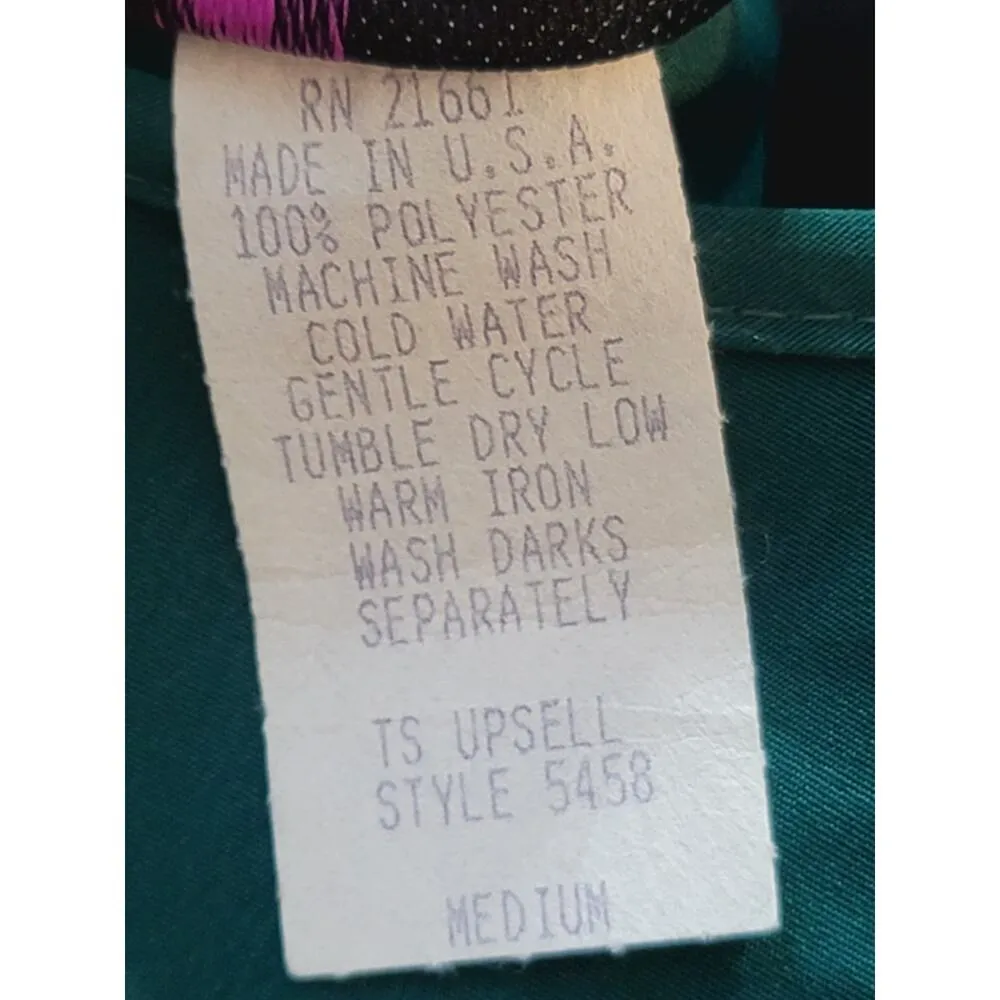 RN 21661
MADE IN U.S.A.
100% POLYESTER
MACHINE WASH
COLD WATER
GENTLE CYCLE
TUMBLE DRY LOW
WARM IRON
WASH DARKS
SEPARATELY
TS UPSELL
STYLE 5458
MEDIUM